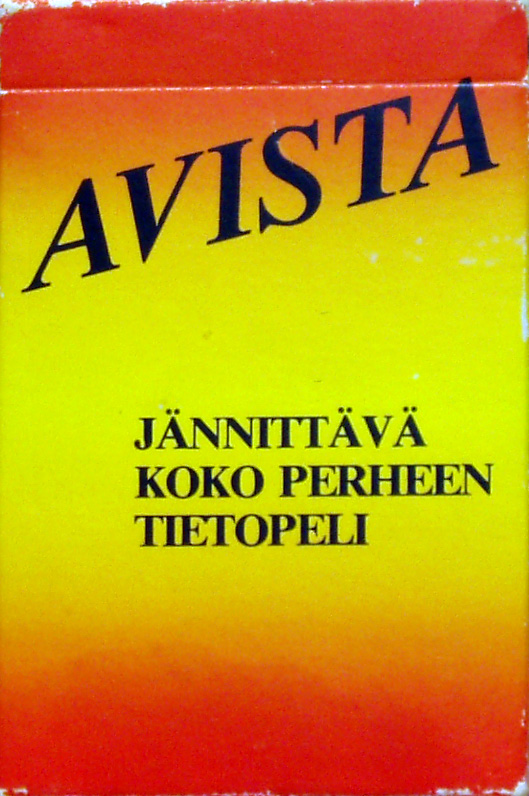 AVISTA
JÄNNITTÄVÄ
KOKO PERHEEN
TIETOPELI